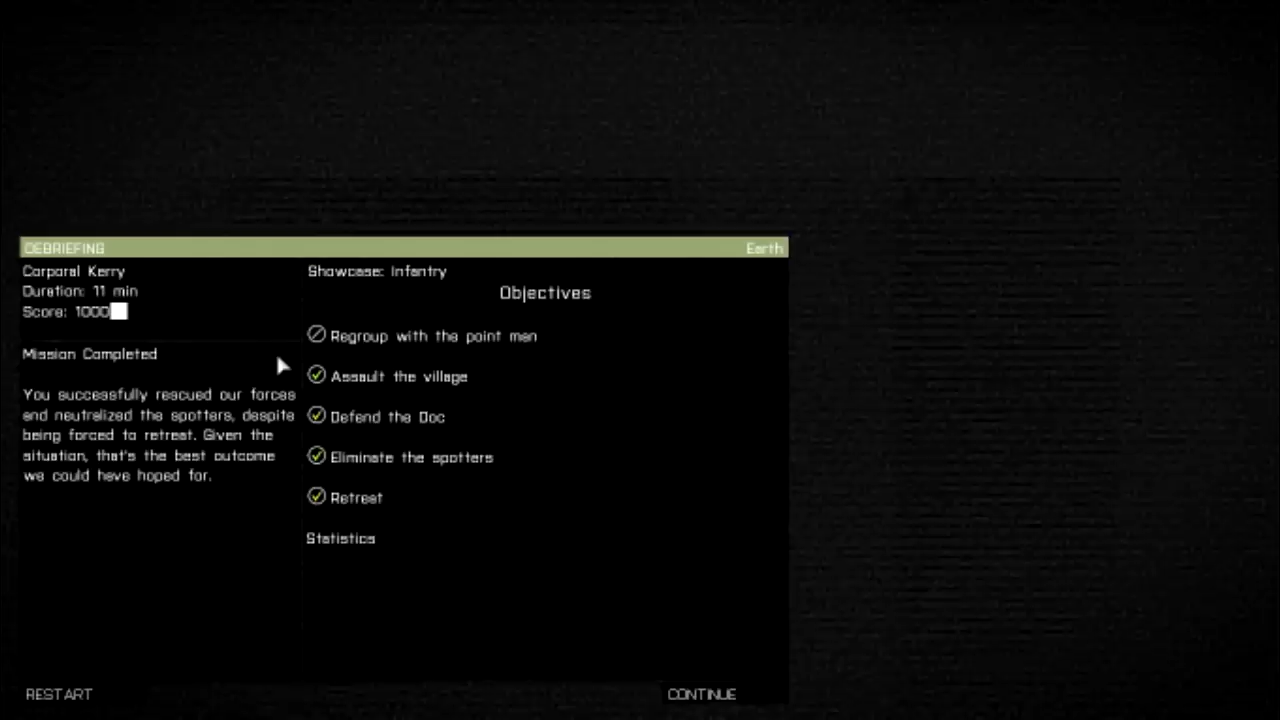 DEBRIEFING Earth
Corporal Kerry
Duration: 11 min
Score: 1000
Mission Completed
You successfully rescued our forces
and neutralized the spotters, despite
being forced to retreat. Given the
situation, that's the best outcome
we could have hoped for.
Showcase: Infantry
Objectives
Regroup with the point man
Assault the village
Defend the Doc
Eliminate the spotters
Retreat
Statistics
RESTART
CONTINUE